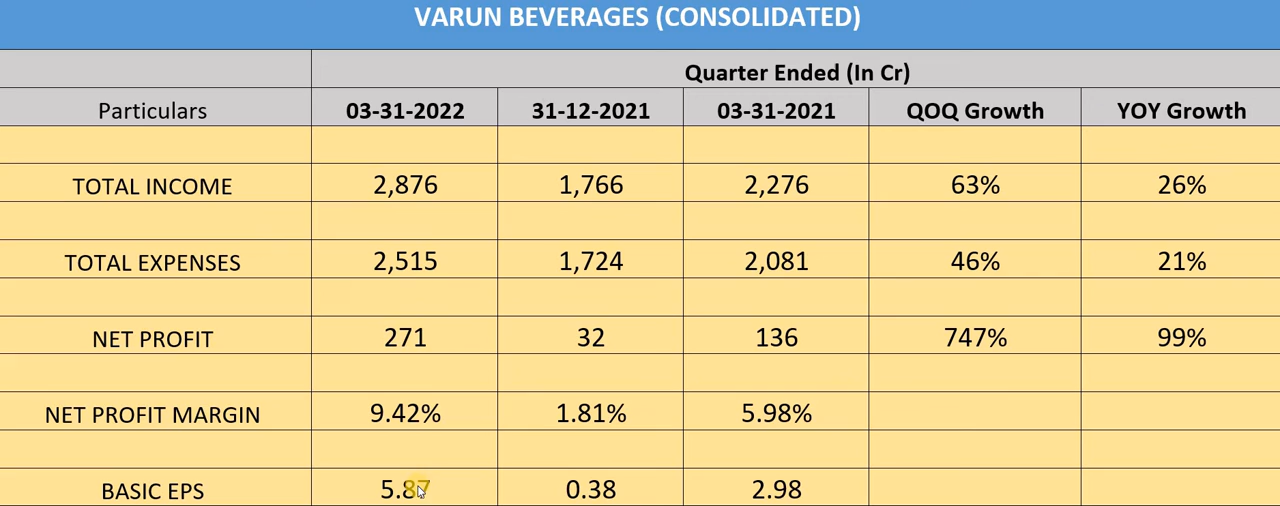 VARUN BEVERAGES (CONSOLIDATED)
Quarter Ended (In Cr)
Particulars 03-31-2022 31-12-2021 03-31-2021 QOQ Growth YOY Growth
TOTAL INCOME 2,876 1,766 2,276 63% 26%
TOTAL EXPENSES 2,515 1,724 2,081 46% 21%
NET PROFIT 271 32 136 747% 99%
NET PROFIT MARGIN 9.42% 1.81% 5.98%
BASIC EPS 5.87 0.38 2.98